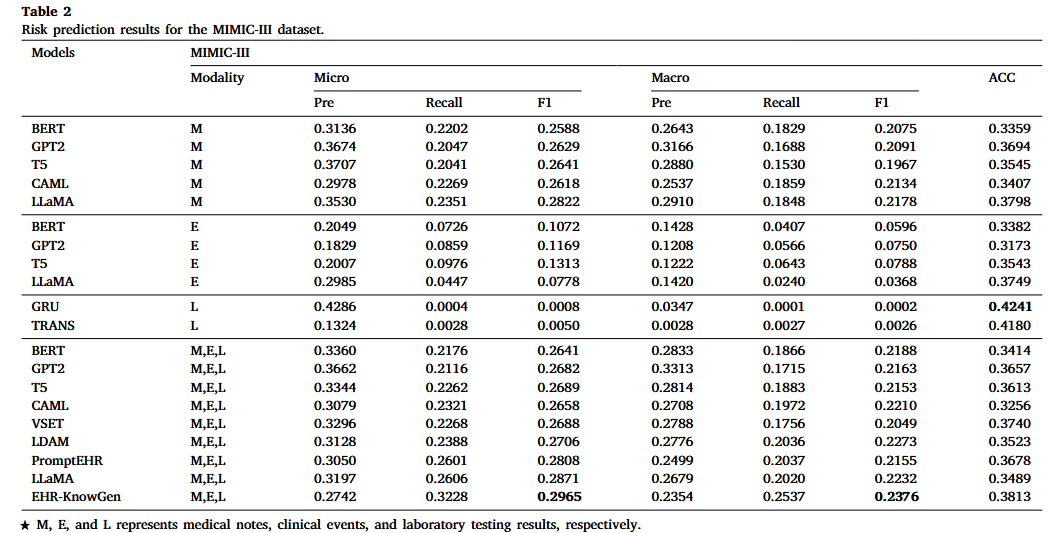 Table 2
Risk prediction results for the MIMIC-III dataset.
Models MIMIC-III
Modality Micro Macro ACC
Pre Recall F1 Pre Recall F1
BERT M 0.3136 0.2202 0.2588 0.2643 0.1829 0.2075 0.3359
GPT2 M 0.3674 0.2047 0.2629 0.3166 0.1688 0.2091 0.3694
T5 M 0.3707 0.2041 0.2641 0.2880 0.1530 0.1967 0.3545
CAML M 0.2978 0.2269 0.2618 0.2537 0.1859 0.2134 0.3407
LLaMA M 0.3530 0.2351 0.2822 0.2910 0.1848 0.2178 0.3798
BERT E 0.2049 0.0726 0.1072 0.1428 0.0407 0.0596 0.3382
GPT2 E 0.1829 0.0859 0.1169 0.1208 0.0566 0.0750 0.3173
T5 E 0.2007 0.0976 0.1313 0.1222 0.0643 0.0788 0.3543
LLaMA E 0.2985 0.0447 0.0778 0.1420 0.0240 0.0368 0.3749
GRU L 0.4286 0.0004 0.0008 0.0347 0.0001 0.0002 0.4241
TRANS L 0.1324 0.0028 0.0050 0.0028 0.0027 0.0026 0.4180
BERT M,E,L 0.3360 0.2176 0.2641 0.2833 0.1866 0.2188 0.3414
GPT2 M,E,L 0.3662 0.2116 0.2682 0.3313 0.1715 0.2163 0.3657
T5 M,E,L 0.3344 0.2262 0.2689 0.2814 0.1883 0.2153 0.3613
CAML M,E,L 0.3079 0.2321 0.2658 0.2708 0.1972 0.2210 0.3256
VSET M,E,L 0.3296 0.2268 0.2688 0.2788 0.1756 0.2049 0.3740
LDAM M,E,L 0.3128 0.2388 0.2706 0.2776 0.2036 0.2273 0.3523
PromptEHR M,E,L 0.3050 0.2601 0.2808 0.2499 0.2037 0.2155 0.3678
LLaMA M,E,L 0.3197 0.2606 0.2871 0.2679 0.2020 0.2232 0.3489
EHR-KnowGen M,E,L 0.2742 0.3228 0.2965 0.2354 0.2537 0.2376 0.3813
★ M, E, and L represents medical notes, clinical events, and laboratory testing results, respectively.